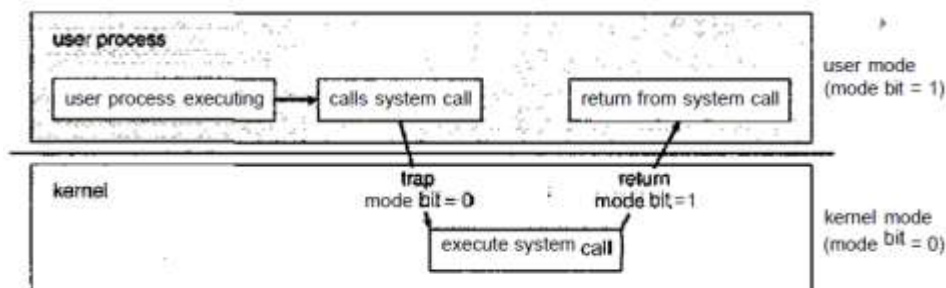 user process
user process executing
calls system call
return from system call
user mode
(mode bit = 1)
kernel
trap
mode bit = 0
return
mode bit = 1
execute system call
kernel mode
(mode bit = 0)